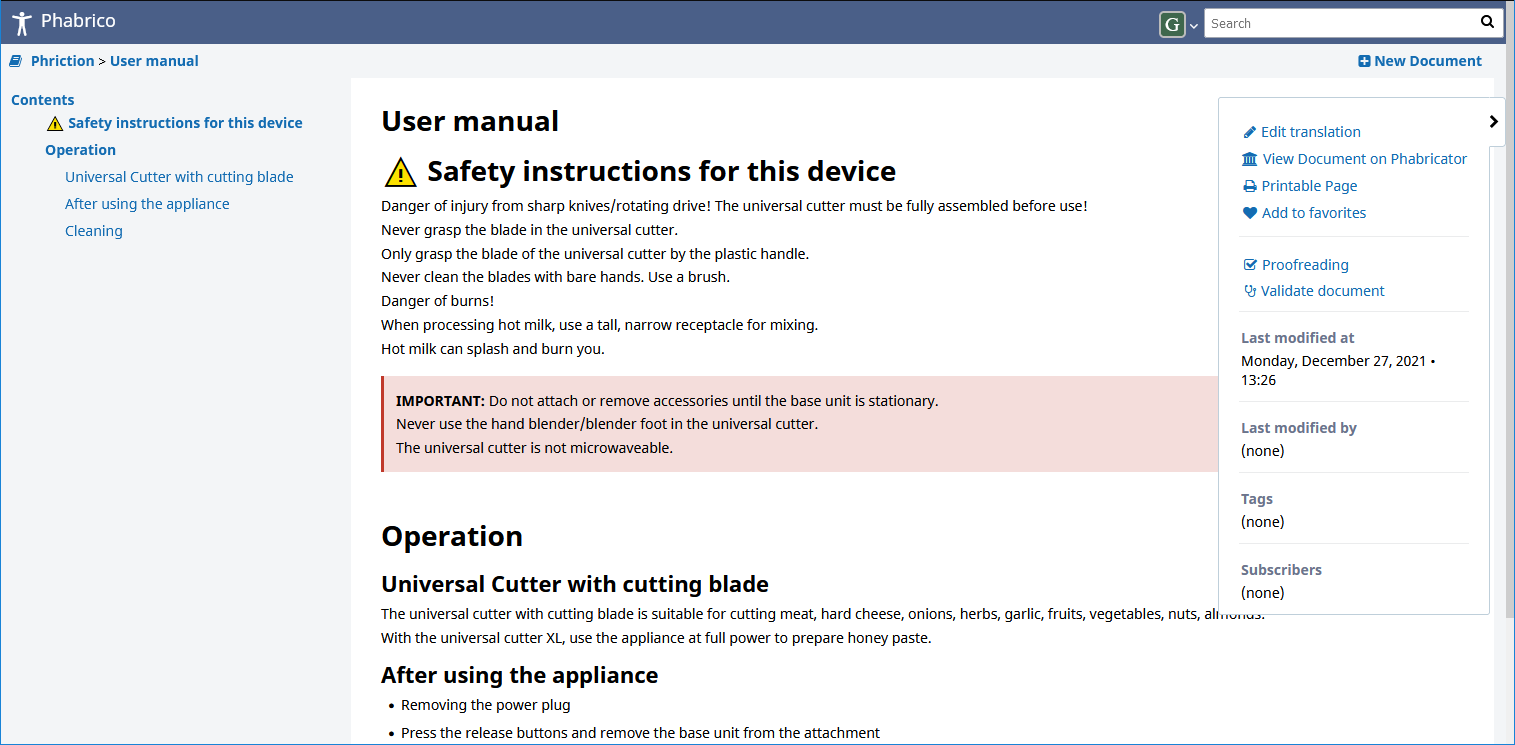 Phabrico
G
Search
Phriction > User manual
New Document
Contents
Safety instructions for this device
Operation
Universal Cutter with cutting blade
After using the appliance
Cleaning
User manual
Safety instructions for this device
Danger of injury from sharp knives/rotating drive! The universal cutter must be fully assembled before use!
Never grasp the blade in the universal cutter.
Only grasp the blade of the universal cutter by the plastic handle.
Never clean the blades with bare hands. Use a brush.
Danger of burns!
When processing hot milk, use a tall, narrow receptacle for mixing.
Hot milk can splash and burn you.
IMPORTANT: Do not attach or remove accessories until the base unit is stationary.
Never use the hand blender/blender foot in the universal cutter.
The universal cutter is not microwaveable.
Operation
Universal Cutter with cutting blade
The universal cutter with cutting blade is suitable for cutting meat, hard cheese, onions, herbs, garlic, fruits, vegetables, nuts, almonds.
With the universal cutter XL, use the appliance at full power to prepare honey paste.
After using the appliance
• Removing the power plug
• Press the release buttons and remove the base unit from the attachment
Edit translation
View Document on Phabricator
Printable Page
Add to favorites
Proofreading
Validate document
Last modified at
Monday, December 27, 2021 •
13:26
Last modified by
(none)
Tags
(none)
Subscribers
(none)